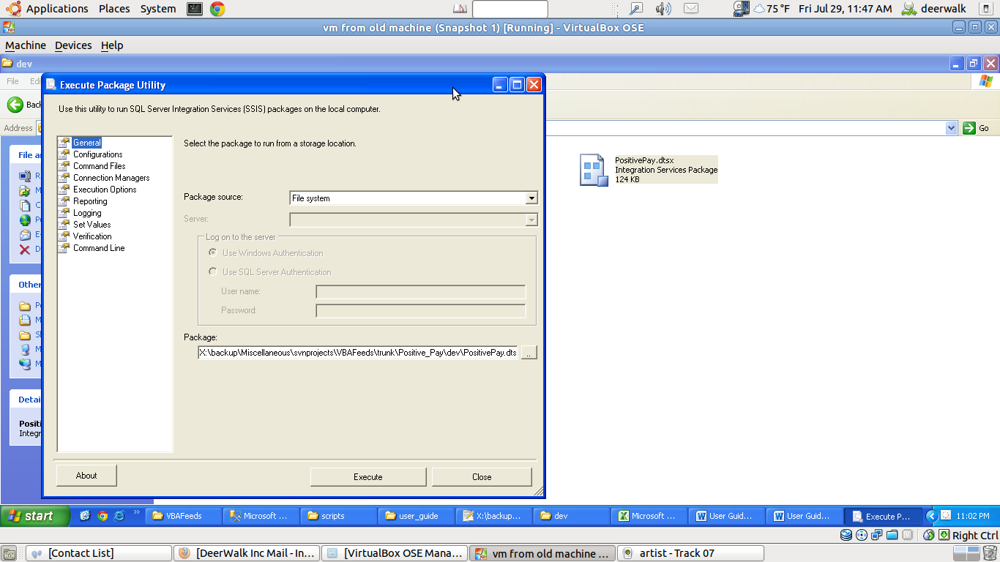 Applications Places System 75 °F Fri Jul 29, 11:47 AM deerwalk
vm from old machine (Snapshot 1) [Running] - VirtualBox OSE
Machine Devices Help
dev
File Edi
Back
Address Go
File an
Other
Detai
Positi
Integr
Execute Package Utility
Use this utility to run SQL Server Integration Services (SSIS) packages on the local computer.
General
Configurations
Command Files
Connection Managers
Execution Options
Reporting
Logging
Set Values
Verification
Command Line
Select the package to run from a storage location.
Package source: File system
Server:
Log on to the server
Use Windows Authentication
Use SQL Server Authentication
User name:
Password:
Package:
X:\backup\Miscellaneous\svnprojects\VBAFeeds\trunk\Positive_Pay\dev\PositivePay.dts ..
About Execute Close
PositivePay.dtsx
Integration Services Package
124 KB
start VBAFeeds Microsoft ... scripts user_guide X:\backup... dev Microsoft ... User Guid... User Guid... Execute P... 11:02 PM
Right Ctrl
[Contact List] [DeerWalk Inc Mail - In... [VirtualBox OSE Mana... vm from old machine ... artist - Track 07